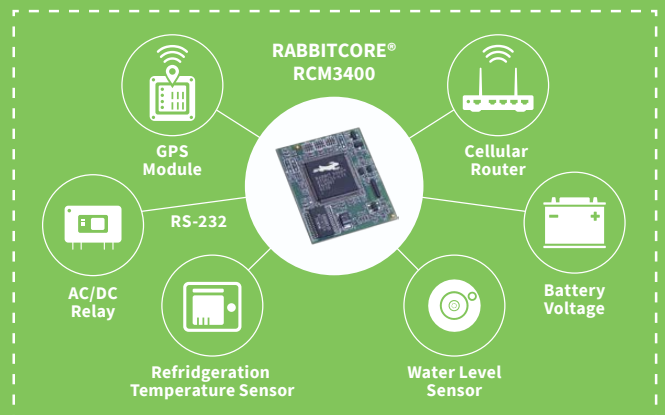 RABBITCORE®
RCM3400
GPS
Module
Cellular
Router
RS-232
AC/DC
Relay
Battery
Voltage
Refridgeration
Temperature Sensor
Water Level
Sensor